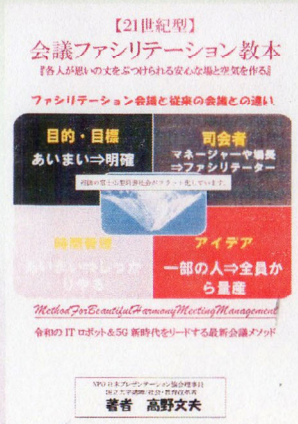 【21世紀型】
会議ファシリテーション教本
『各人が思いの丈をぶつけられる安心な場と空気を作る』
ファシリテーション会議と従来の会議との違い
目的・目標
あいまい⇒明確
司会者
マネージャーや場長
⇒ファシリテーター
アイデア
一部の人⇒全員か
ら量産
MethodForBeautifulHarmonyMeetingManagement
令和のITロボット&5G新時代をリードする最新会議メソッド
著者 高野文夫